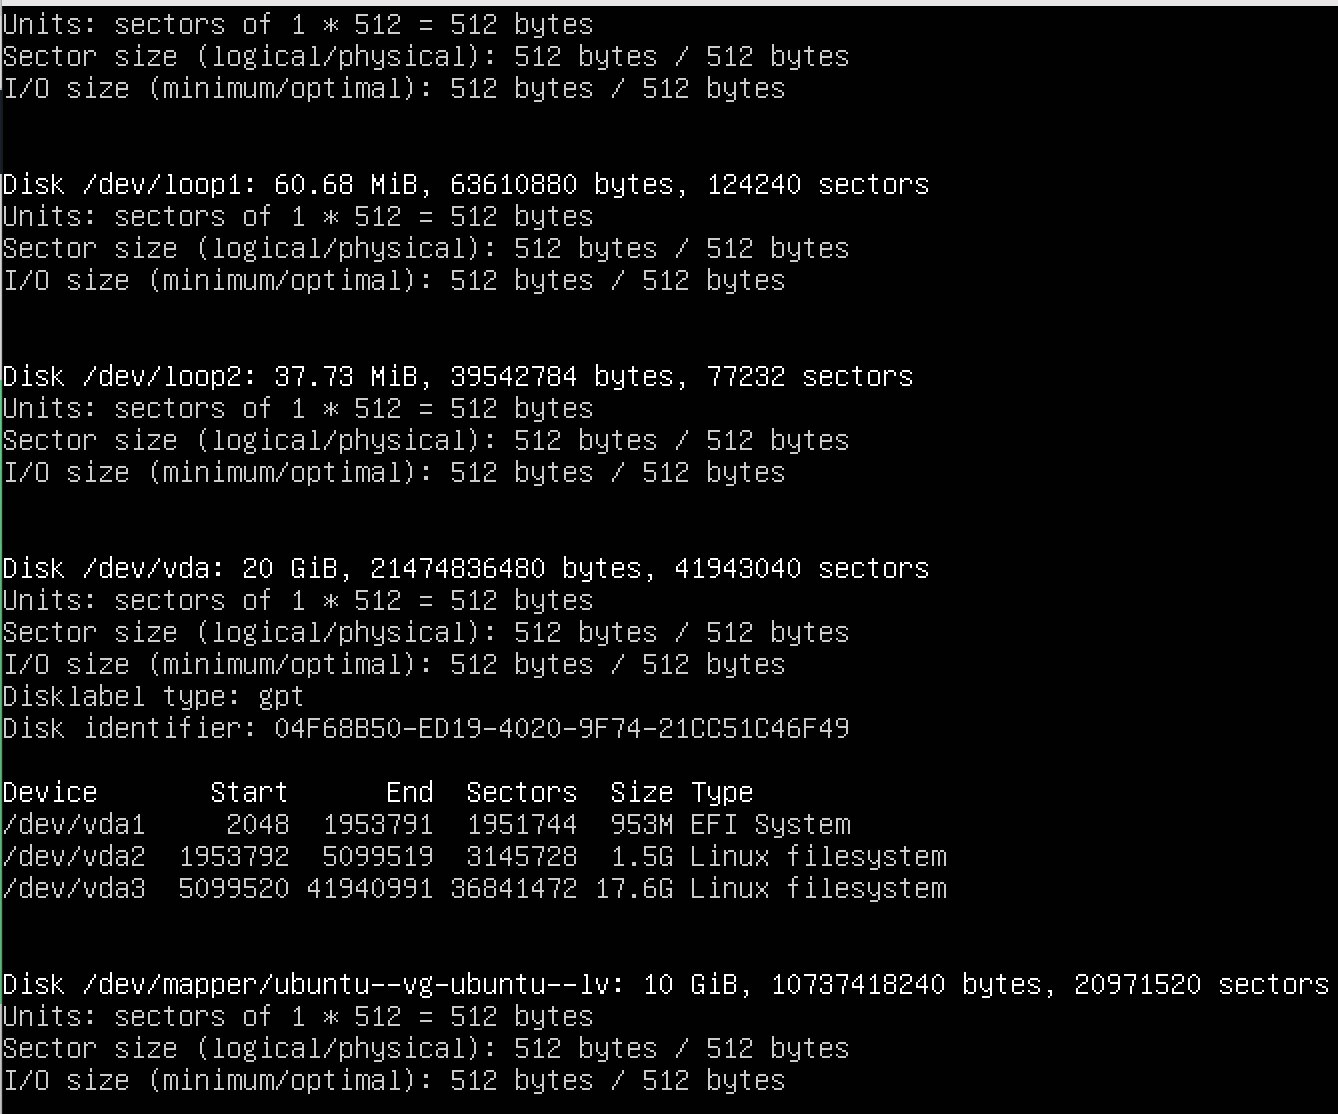 Units: sectors of 1 * 512 = 512 bytes
Sector size (logical/physical): 512 bytes / 512 bytes
I/O size (minimum/optimal): 512 bytes / 512 bytes
Disk /dev/loop1: 60.68 MiB, 63610880 bytes, 124240 sectors
Units: sectors of 1 * 512 = 512 bytes
Sector size (logical/physical): 512 bytes / 512 bytes
I/O size (minimum/optimal): 512 bytes / 512 bytes
Disk /dev/loop2: 37.73 MiB, 39542784 bytes, 77232 sectors
Units: sectors of 1 * 512 = 512 bytes
Sector size (logical/physical): 512 bytes / 512 bytes
I/O size (minimum/optimal): 512 bytes / 512 bytes
Disk /dev/vda: 20 GiB, 21474836480 bytes, 41943040 sectors
Units: sectors of 1 * 512 = 512 bytes
Sector size (logical/physical): 512 bytes / 512 bytes
I/O size (minimum/optimal): 512 bytes / 512 bytes
Disklabel type: gpt
Disk identifier: 04F68B50-ED19-4020-9F74-21CC51C46F49
Device       Start      End  Sectors  Size Type
/dev/vda1     2048  1953791  1951744  953M EFI System
/dev/vda2  1953792  5099519  3145728  1.5G Linux filesystem
/dev/vda3  5099520 41940991 36841472 17.6G Linux filesystem
Disk /dev/mapper/ubuntu--vg-ubuntu--lv: 10 GiB, 10737418240 bytes, 20971520 sectors
Units: sectors of 1 * 512 = 512 bytes
Sector size (logical/physical): 512 bytes / 512 bytes
I/O size (minimum/optimal): 512 bytes / 512 bytes